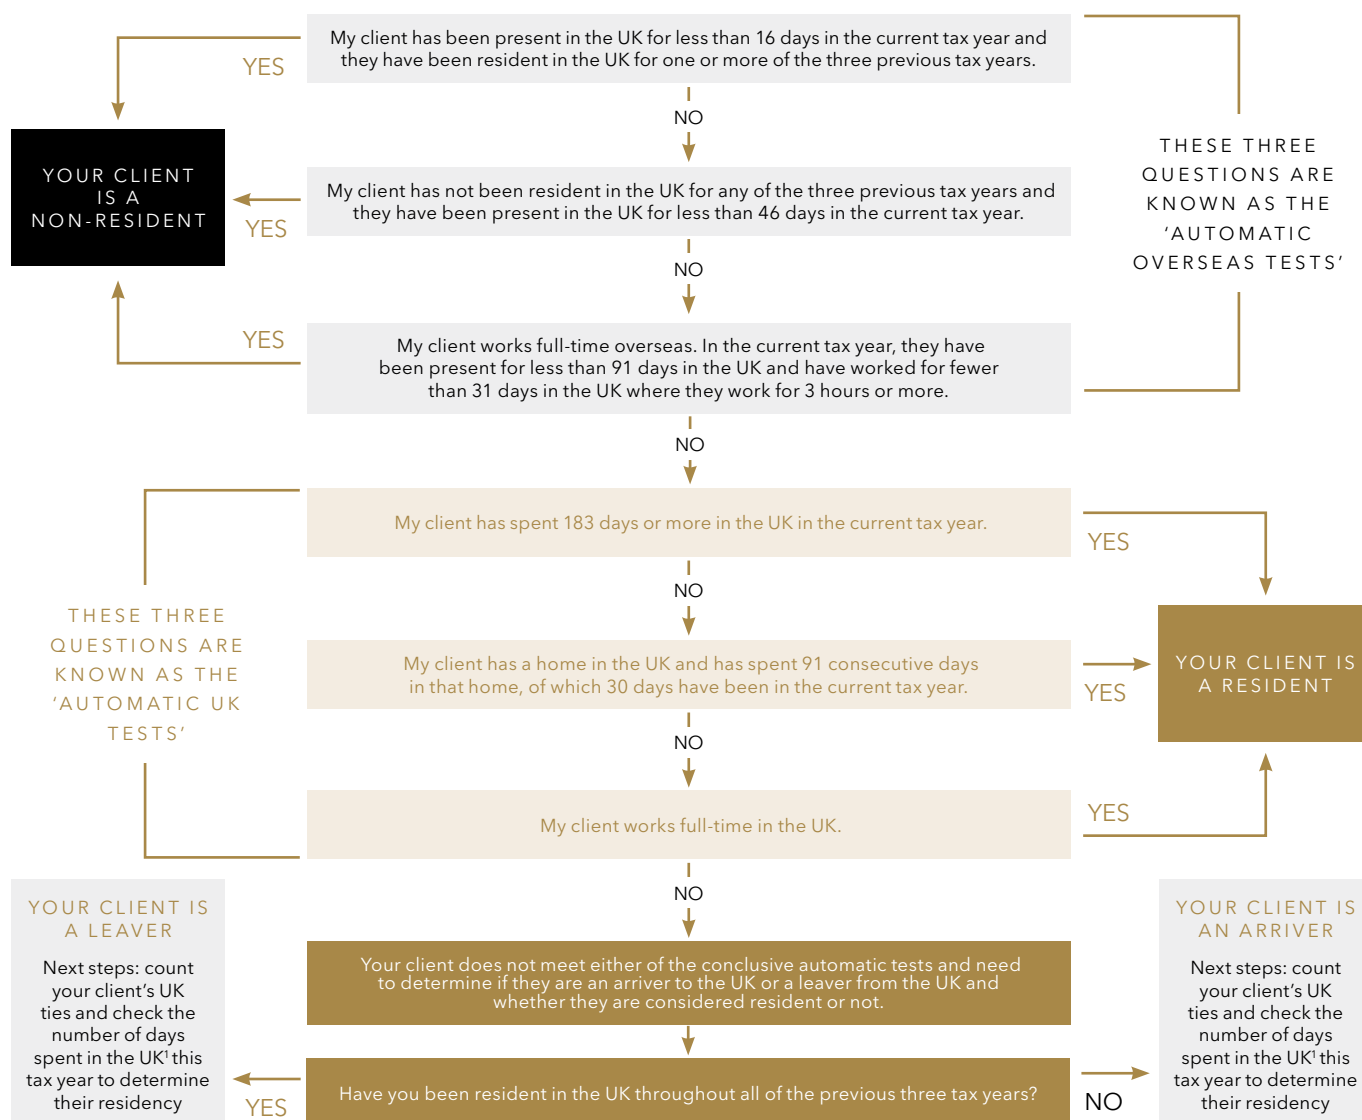 My client has been present in the UK for less than 16 days in the current tax year and
they have been resident in the UK for one or more of the three previous tax years.
YES
NO
YOUR CLIENT
IS A
NON-RESIDENT
THESE THREE
QUESTIONS ARE
KNOWN AS THE
‘AUTOMATIC
OVERSEAS TESTS’
My client has not been resident in the UK for any of the three previous tax years and
they have been present in the UK for less than 46 days in the current tax year.
YES
NO
My client works full-time overseas. In the current tax year, they have
been present for less than 91 days in the UK and have worked for fewer
than 31 days in the UK where they work for 3 hours or more.
YES
NO
My client has spent 183 days or more in the UK in the current tax year.
YES
NO
THESE THREE
QUESTIONS ARE
KNOWN AS THE
‘AUTOMATIC UK
TESTS’
My client has a home in the UK and has spent 91 consecutive days
in that home, of which 30 days have been in the current tax year.
YES
YOUR CLIENT IS
A RESIDENT
NO
My client works full-time in the UK.
YES
NO
YOUR CLIENT IS
A LEAVER
Next steps: count
your client’s UK
ties and check the
number of days
spent in the UK¹ this
tax year to determine
their residency
Your client does not meet either of the conclusive automatic tests and need
to determine if they are an arriver to the UK or a leaver from the UK and
whether they are considered resident or not.
Have you been resident in the UK throughout all of the previous three tax years?
YES
NO
YOUR CLIENT IS
AN ARRIVER
Next steps: count
your client’s UK
ties and check the
number of days
spent in the UK¹ this
tax year to determine
their residency